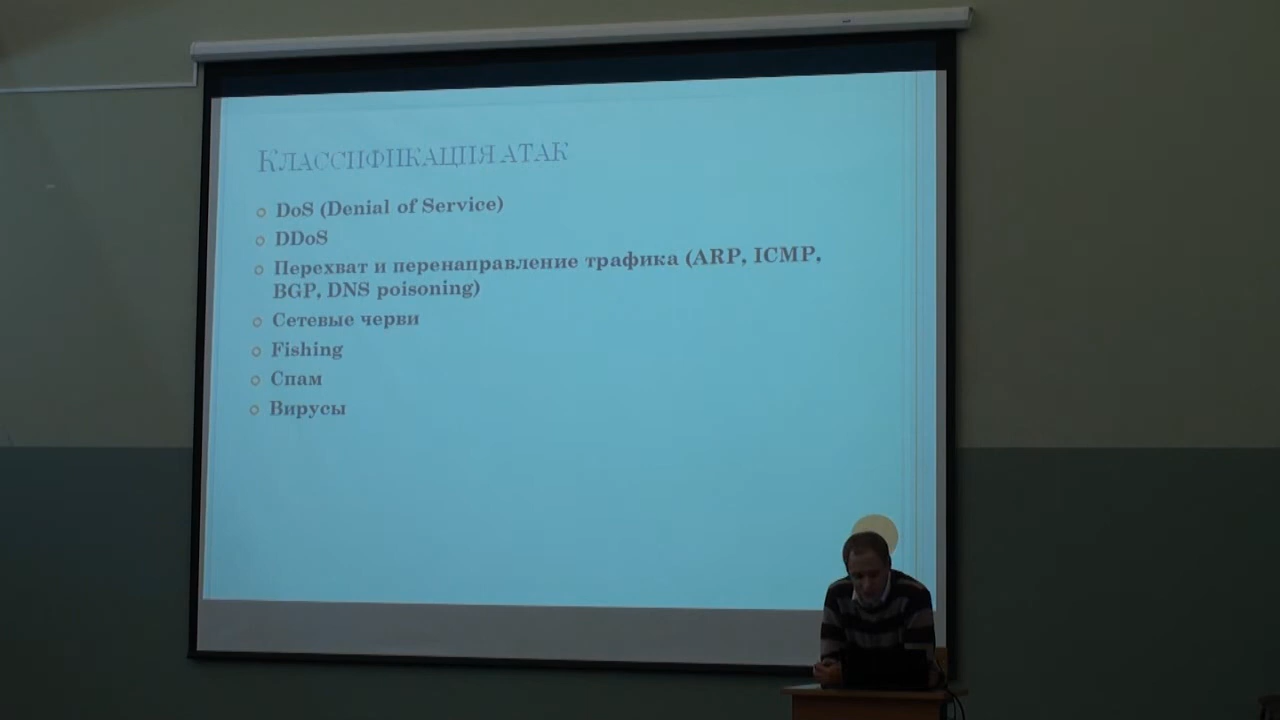 Классификация атак
DoS (Denial of Service)
DDoS
Перехват и перенаправление трафика (ARP, ICMP,
BGP, DNS poisoning)
Сетевые черви
Fishing
Спам
Вирусы